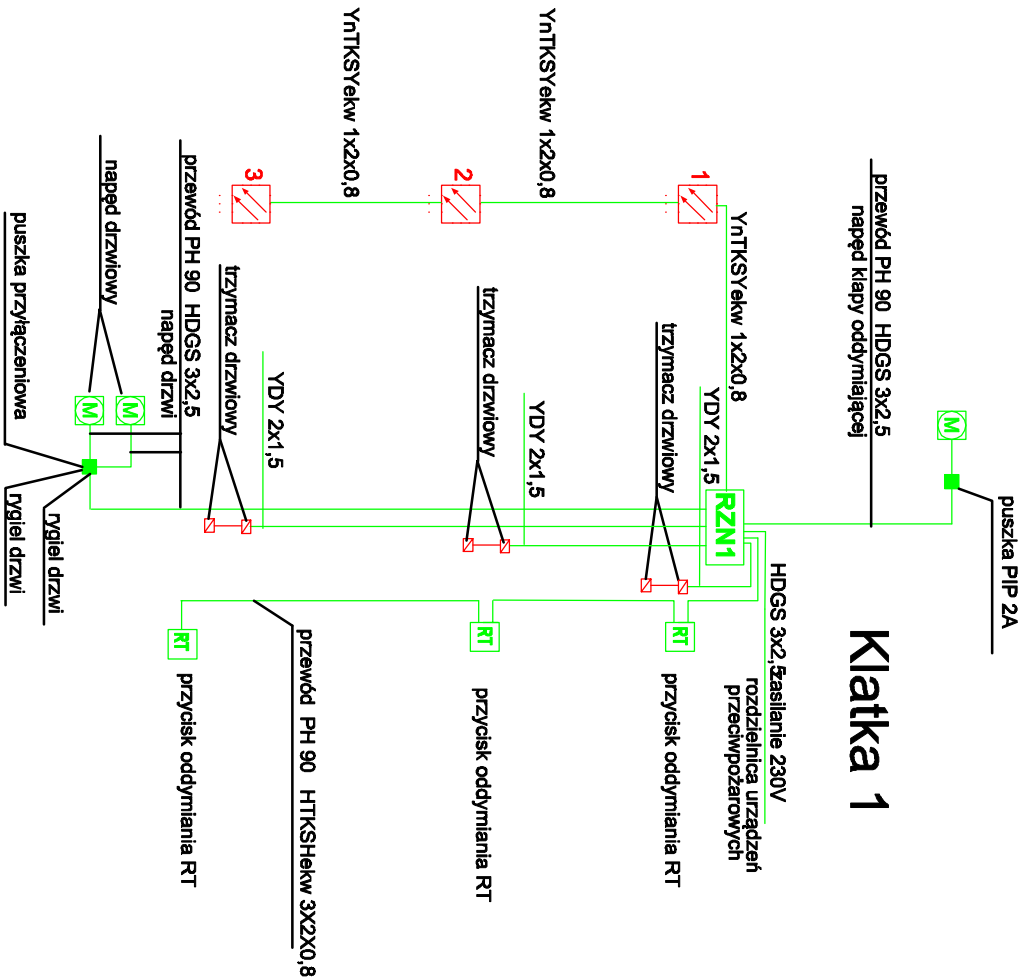 Klatka 1
puszka PIP 2A
M
przewód PH 90 HDGS 3x2,5
napęd klapy oddymiającej
RZN1
HDGS 3x2,5
zasilanie 230V
rozdzielnica urządzeń
przeciwpożarowych
YnTKSYekw 1x2x0,8
1
YDY 2x1,5
trzymacz drzwiowy
RT
przycisk oddymiania RT
YnTKSYekw 1x2x0,8
2
YDY 2x1,5
trzymacz drzwiowy
RT
przycisk oddymiania RT
YnTKSYekw 1x2x0,8
3
YDY 2x1,5
trzymacz drzwiowy
przewód PH 90 HTKSHekw 3X2X0,8
RT
przycisk oddymiania RT
przewód PH 90 HDGS 3x2,5
napęd drzwi
napęd drzwiowy
M
M
puszka przyłączeniowa
rygiel drzwi
rygiel drzwi